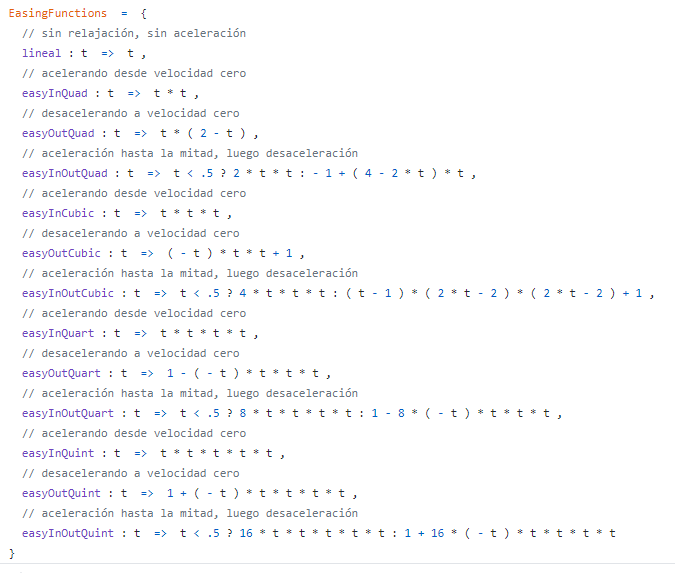 EasingFunctions = {
// sin relajación, sin aceleración
lineal : t => t ,
// acelerando desde velocidad cero
easyInQuad : t => t * t ,
// desacelerando a velocidad cero
easyOutQuad : t => t * ( 2 - t ) ,
// aceleración hasta la mitad, luego desaceleración
easyInOutQuad : t => t < .5 ? 2 * t * t : - 1 + ( 4 - 2 * t ) * t ,
// acelerando desde velocidad cero
easyInCubic : t => t * t * t ,
// desacelerando a velocidad cero
easyOutCubic : t => ( - t ) * t * t + 1 ,
// aceleración hasta la mitad, luego desaceleración
easyInOutCubic : t => t < .5 ? 4 * t * t * t : ( t - 1 ) * ( 2 * t - 2 ) * ( 2 * t - 2 ) + 1 ,
// acelerando desde velocidad cero
easyInQuart : t => t * t * t * t ,
// desacelerando a velocidad cero
easyOutQuart : t => 1 - ( - t ) * t * t * t ,
// aceleración hasta la mitad, luego desaceleración
easyInOutQuart : t => t < .5 ? 8 * t * t * t * t : 1 - 8 * ( - t ) * t * t * t ,
// acelerando desde velocidad cero
easyInQuint : t => t * t * t * t * t ,
// desacelerando a velocidad cero
easyOutQuint : t => 1 + ( - t ) * t * t * t * t ,
// aceleración hasta la mitad, luego desaceleración
easyInOutQuint : t => t < .5 ? 16 * t * t * t * t * t : 1 + 16 * ( - t ) * t * t * t * t
}